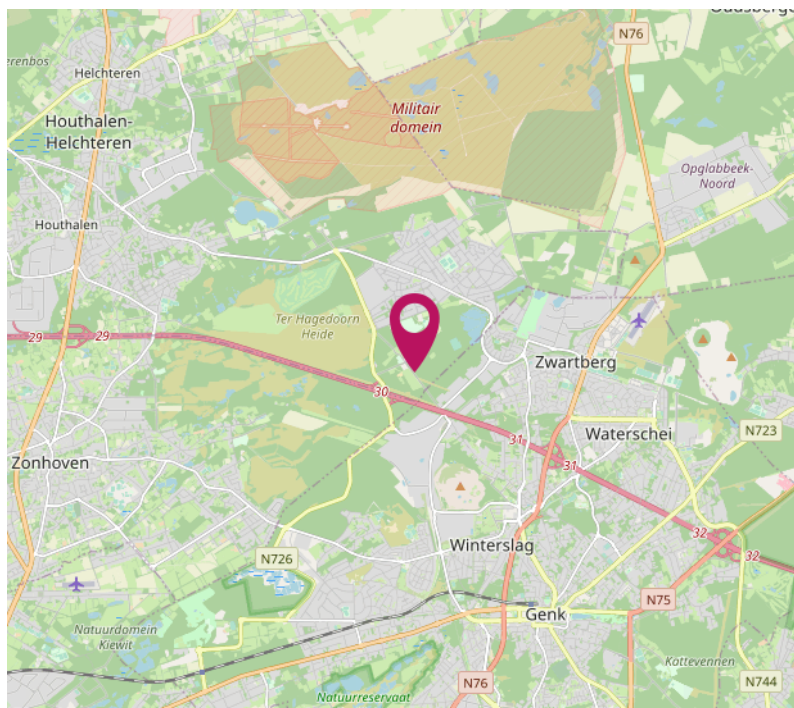 N76
Helchteren
Militair
domein
Houthalen-
Helchteren
Opglabbeek-
Noord
Houthalen
Ter Hagedoorn
Heide
29
29
Zwartberg
30
N723
Waterschei
31
31
Zonhoven
32
32
Winterslag
N726
N75
Genk
Natuurdomein
Kiewit
Kattevennen
N76
N744
Natuurreservaat